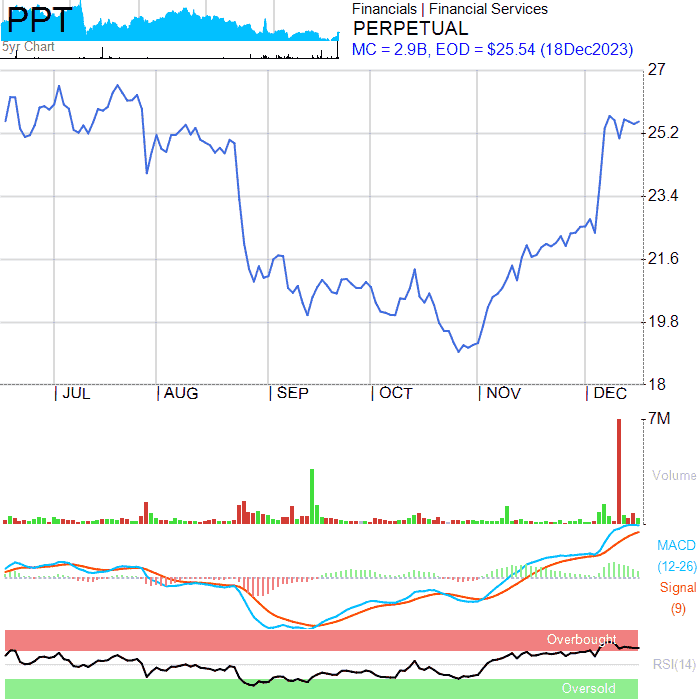 PPT
5yr Chart
Financials | Financial Services
PERPETUAL
MC = 2.9B, EOD = $25.54 (18Dec2023)
27
25.2
23.4
21.6
19.8
18
JUL AUG SEP OCT NOV DEC
7M
Volume
MACD
(12-26)
Signal
(9)
Overbought
RSI(14)
Oversold